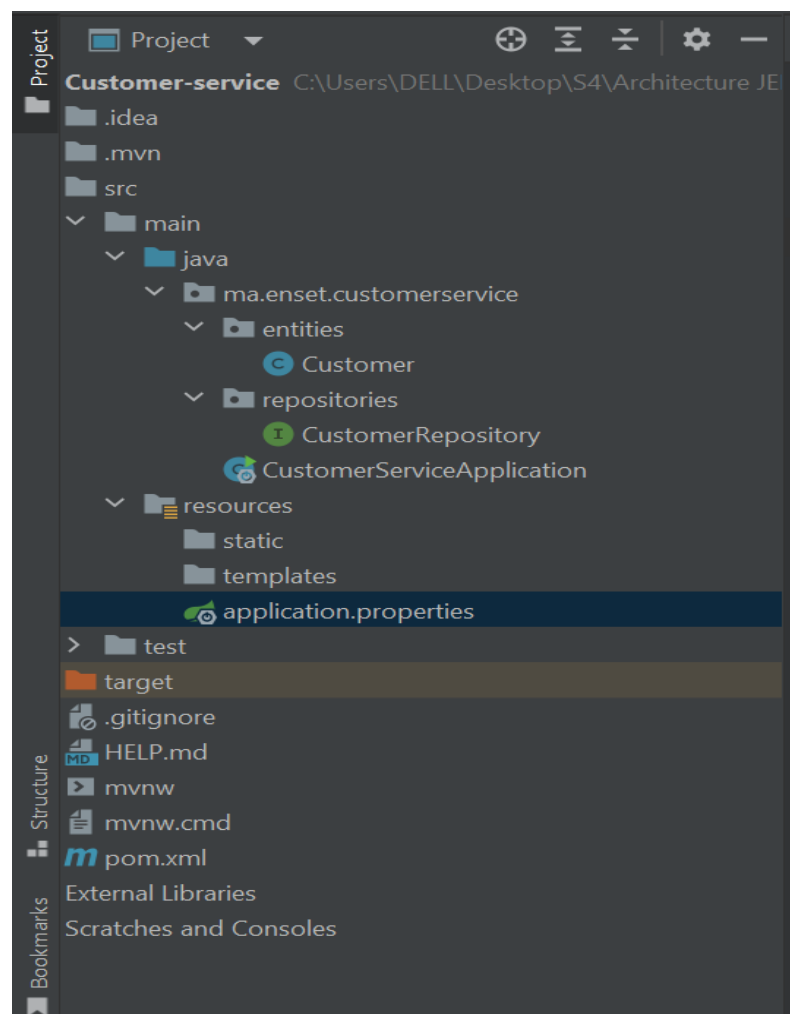 Project
Project
Customer-service C:\Users\DELL\Desktop\S4\Architecture JE
.idea
.mvn
src
main
java
ma.enset.customerservice
entities
C Customer
repositories
I CustomerRepository
CustomerServiceApplication
resources
static
templates
application.properties
test
target
.gitignore
MD HELP.md
mvnw
mvnw.cmd
m pom.xml
External Libraries
Scratches and Consoles
Structure
Bookmarks